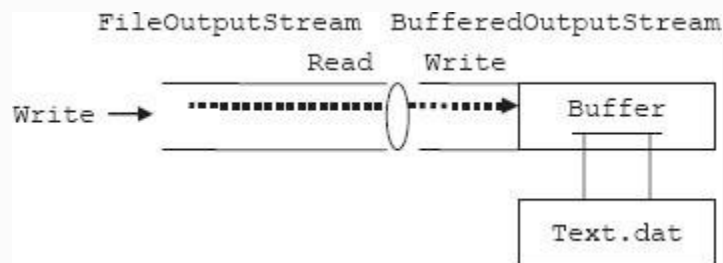 FileOutputStream BufferedOutputStream
Read Write
Write
Buffer
Text.dat